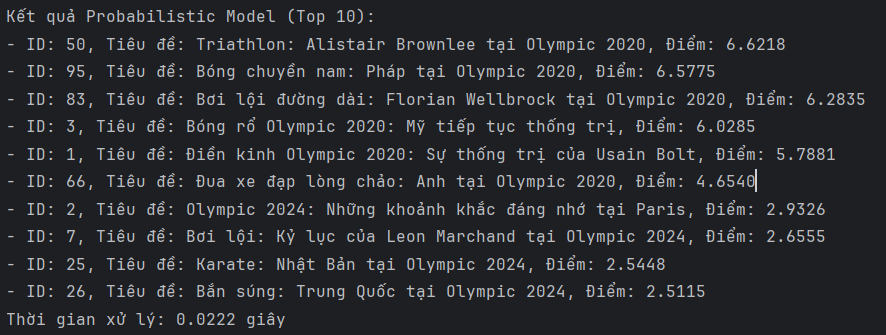 Kết quả Probabilistic Model (Top 10):
- ID: 50, Tiêu đề: Triathlon: Alistair Brownlee tại Olympic 2020, Điểm: 6.6218
- ID: 95, Tiêu đề: Bóng chuyền nam: Pháp tại Olympic 2020, Điểm: 6.5775
- ID: 83, Tiêu đề: Bơi lội đường dài: Florian Wellbrock tại Olympic 2020, Điểm: 6.2835
- ID: 3, Tiêu đề: Bóng rổ Olympic 2020: Mỹ tiếp tục thống trị, Điểm: 6.0285
- ID: 1, Tiêu đề: Điền kinh Olympic 2020: Sự thống trị của Usain Bolt, Điểm: 5.7881
- ID: 66, Tiêu đề: Đua xe đạp lòng chảo: Anh tại Olympic 2020, Điểm: 4.6540
- ID: 2, Tiêu đề: Olympic 2024: Những khoảnh khắc đáng nhớ tại Paris, Điểm: 2.9326
- ID: 7, Tiêu đề: Bơi lội: Kỷ lục của Leon Marchand tại Olympic 2024, Điểm: 2.6555
- ID: 25, Tiêu đề: Karate: Nhật Bản tại Olympic 2024, Điểm: 2.5448
- ID: 26, Tiêu đề: Bắn súng: Trung Quốc tại Olympic 2024, Điểm: 2.5115
Thời gian xử lý: 0.0222 giây